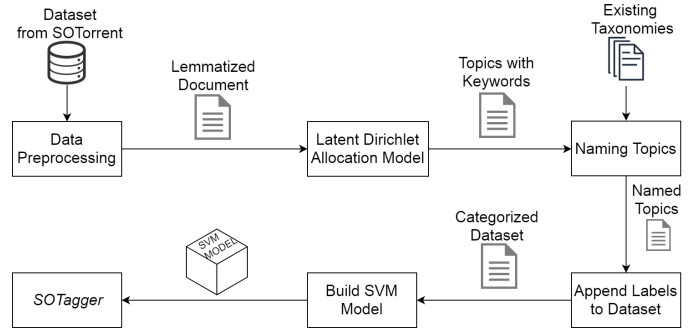 Dataset
from SOTorrent
Existing
Taxonomies
Lemmatized
Document
Topics with
Keywords
Data
Preprocessing
Latent Dirichlet
Allocation Model
Naming Topics
Named
Topics
Categorized
Dataset
SVM
MODEL
SOTagger
Build SVM
Model
Append Labels
to Dataset